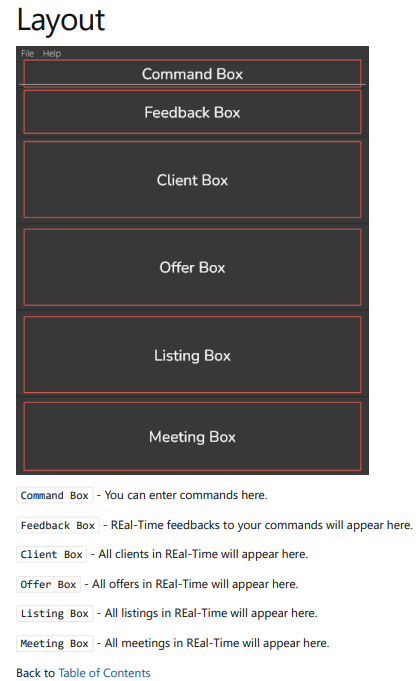 Layout
File Help
Command Box
Feedback Box
Client Box
Offer Box
Listing Box
Meeting Box
Command Box - You can enter commands here.
Feedback Box - REal-Time feedbacks to your commands will appear here.
Client Box - All clients in REal-Time will appear here.
Offer Box - All offers in REal-Time will appear here.
Listing Box - All listings in REal-Time will appear here.
Meeting Box - All meetings in REal-Time will appear here.
Back to Table of Contents